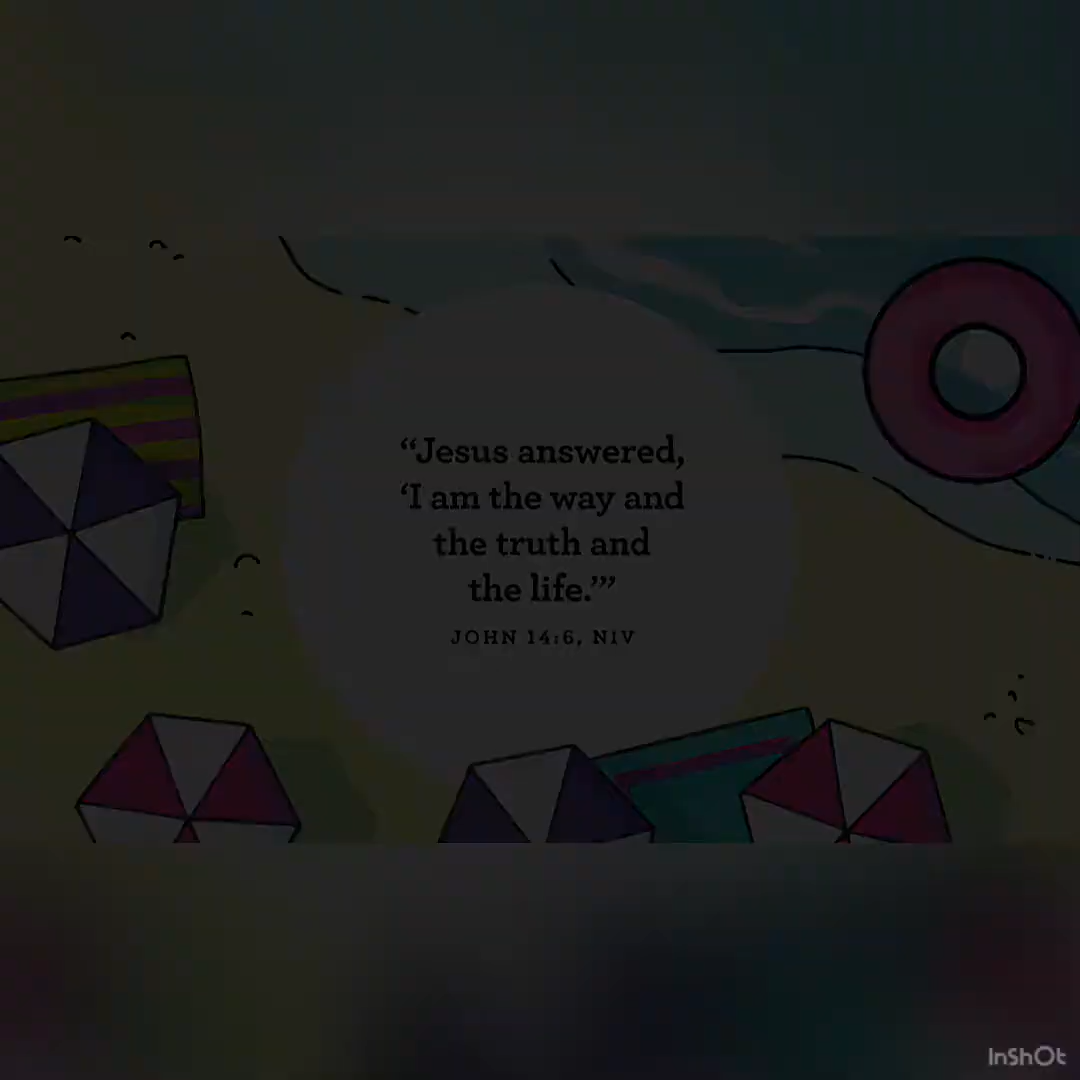 “Jesus answered,
‘I am the way and
the truth and
the life.’”
JOHN 14:6, NIV
InShOt